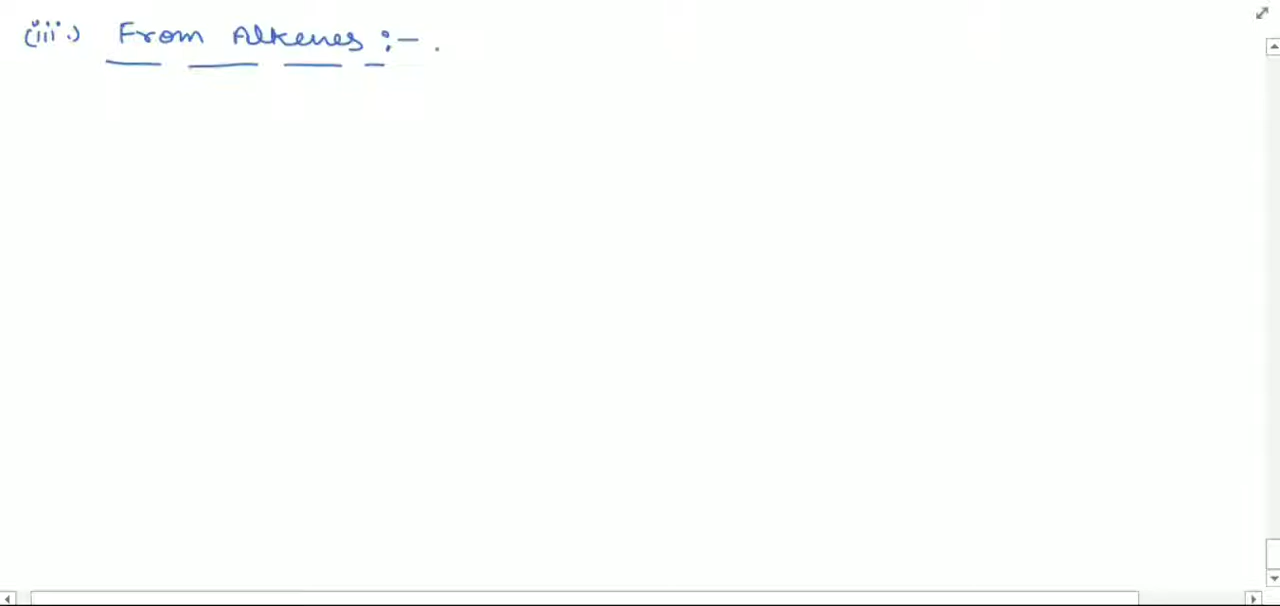 (iii.) From Alkenes :- .